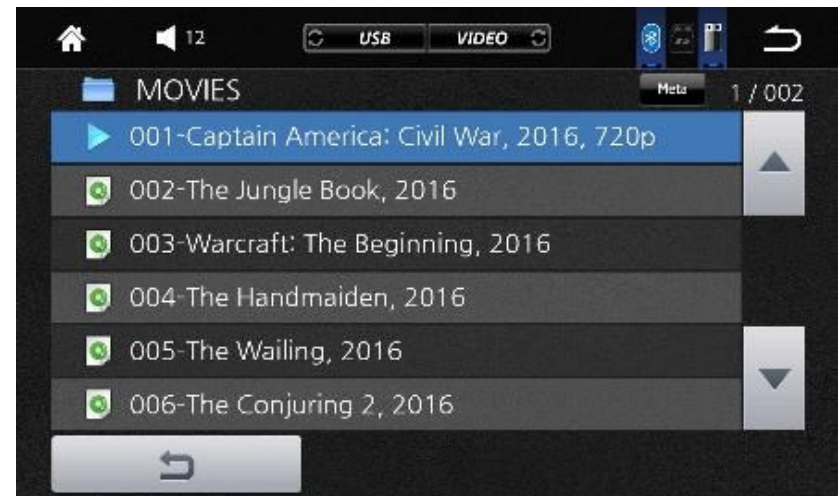 12 USB VIDEO
MOVIES Meta 1 / 002
001-Captain America: Civil War, 2016, 720p
002-The Jungle Book, 2016
003-Warcraft: The Beginning, 2016
004-The Handmaiden, 2016
005-The Wailing, 2016
006-The Conjuring 2, 2016